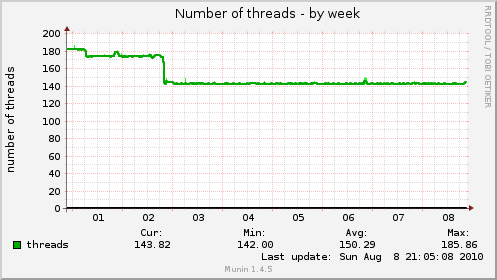 Number of threads - by week
RRDTOOL / TOBI OETIKER
number of threads
200
180
160
140
120
100
80
60
40
20
0
01 02 03 04 05 06 07 08
Cur: Min: Avg: Max:
threads 143.82 142.00 150.29 185.86
Last update: Sun Aug 8 21:05:08 2010
Munin 1.4.5